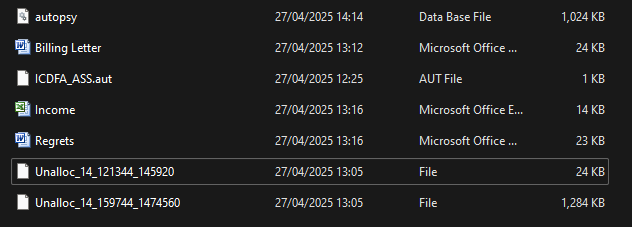 autopsy 27/04/2025 14:14 Data Base File 1,024 KB
Billing Letter 27/04/2025 13:12 Microsoft Office ... 24 KB
ICDFA_ASS.aut 27/04/2025 12:25 AUT File 1 KB
Income 27/04/2025 13:16 Microsoft Office E... 14 KB
Regrets 27/04/2025 13:16 Microsoft Office ... 23 KB
Unalloc_14_121344_145920 27/04/2025 13:05 File 24 KB
Unalloc_14_159744_1474560 27/04/2025 13:05 File 1,284 KB